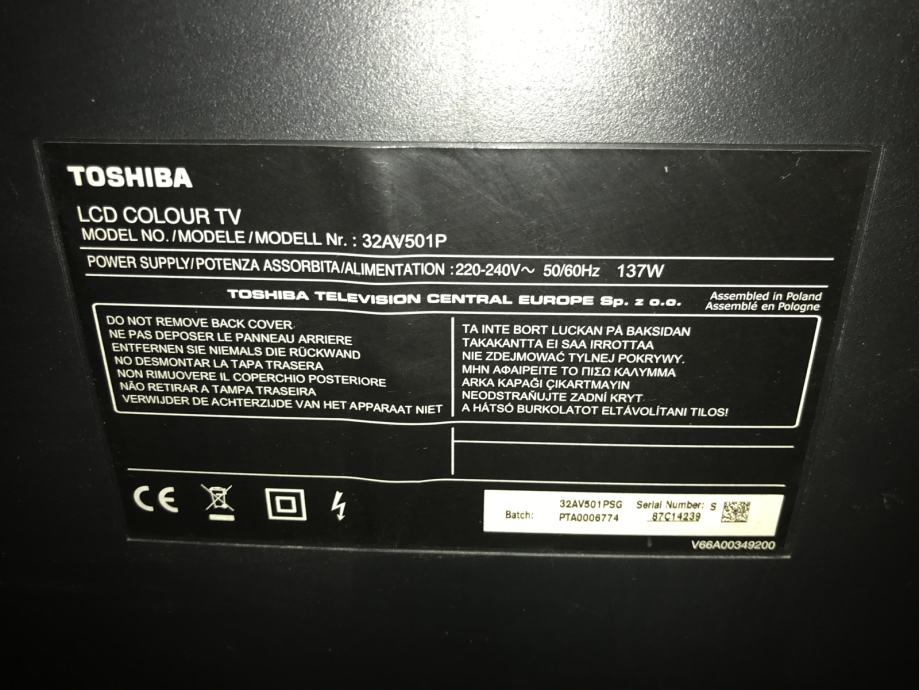 TOSHIBA
LCD COLOUR TV
MODEL NO./MODELE/MODELL Nr. : 32AV501P
POWER SUPPLY/POTENZA ASSORBITA/ALIMENTATION :220-240V～ 50/60Hz 137W
TOSHIBA TELEVISION CENTRAL EUROPE Sp. z o.o.
Assembled in Poland
Assemblé en Pologne
DO NOT REMOVE BACK COVER
NE PAS DEPOSER LE PANNEAU ARRIERE
ENTFERNEN SIE NIEMALS DIE RÜCKWAND
NO DESMONTAR LA TAPA TRASERA
NON RIMUOVERE IL COPERCHIO POSTERIORE
NÃO RETIRAR A TAMPA TRASEIRA
VERWIJDER DE ACHTERZIJDE VAN HET APPARAAT NIET
TA INTE BORT LUCKAN PÅ BAKSIDAN
TAKAKANTTA EI SAA IRROTTAA
NIE ZDEJMOWAĆ TYLNEJ POKRYWY.
ΜΗΝ ΑΦΑΙΡΕΙΤΕ ΤΟ ΠΙΣΩ ΚΑΛΥΜΜΑ
ARKA KAPAĞI ÇIKARTMAYIN
NEODSTRAŇUJTE ZADNÍ KRYT
A HÁTSÓ BURKOLATOT ELTÁVOLÍTANI TILOS!
CE
32AV501PSG Serial Number: S
Batch: PTA0006774 87C14239
V66A00349200